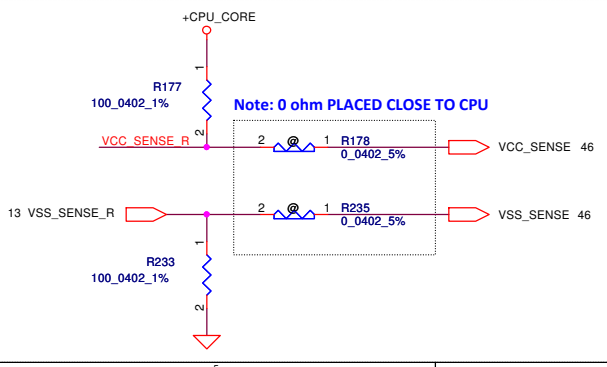 +CPU_CORE
1
R177
100_0402_1%
2
Note: 0 ohm PLACED CLOSE TO CPU
VCC_SENSE_R
2 @ 1 R178
0_0402_5%
VCC_SENSE 46
13 VSS_SENSE_R
2 @ 1 R235
0_0402_5%
VSS_SENSE 46
1
R233
100_0402_1%
2